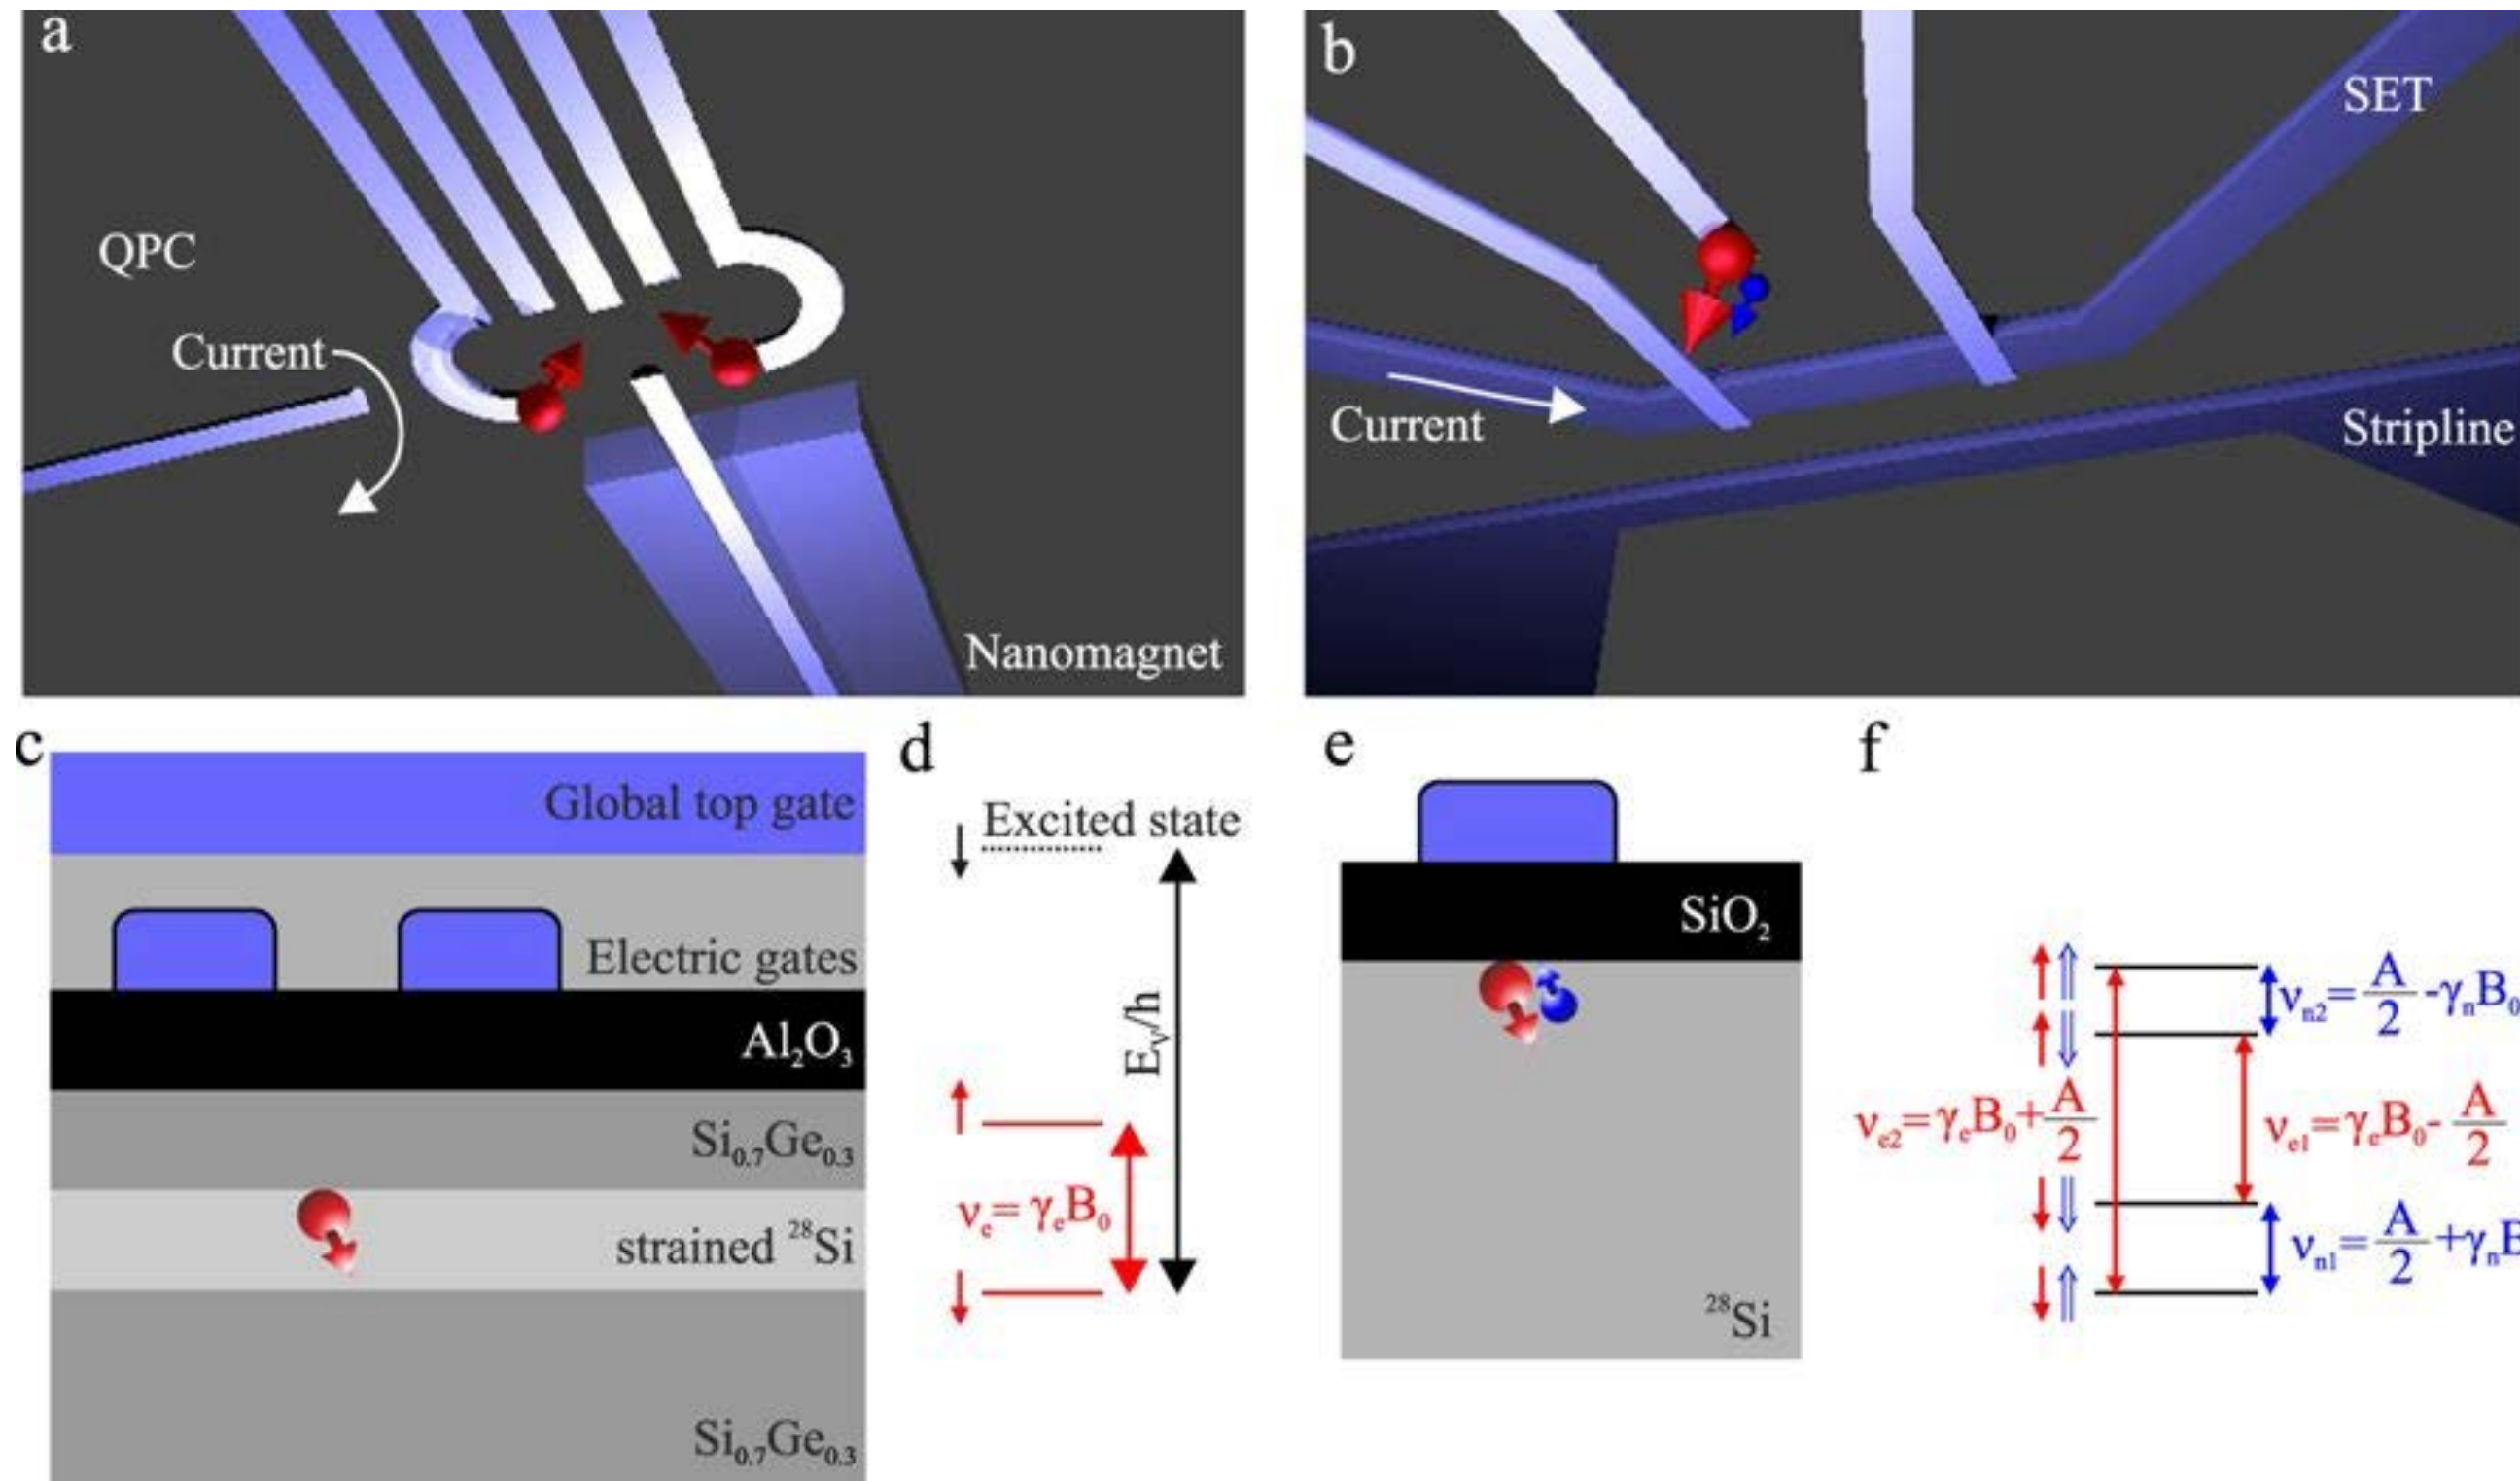 a
QPC
Current
Nanomagnet
b
SET
Current
Stripline
c
Global top gate
Electric gates
Al₂O₃
Si₀.₇Ge₀.₃
strained ²⁸Si
Si₀.₇Ge₀.₃
d
Excited state
Eᵥ/h
νₑ= γₑB₀
e
SiO₂
²⁸Si
f
νₙ₂= A/2 -γₙB₀
νₑ₂= γₑB₀+ A/2
νₑ₁= γₑB₀- A/2
νₙ₁= A/2 +γₙB